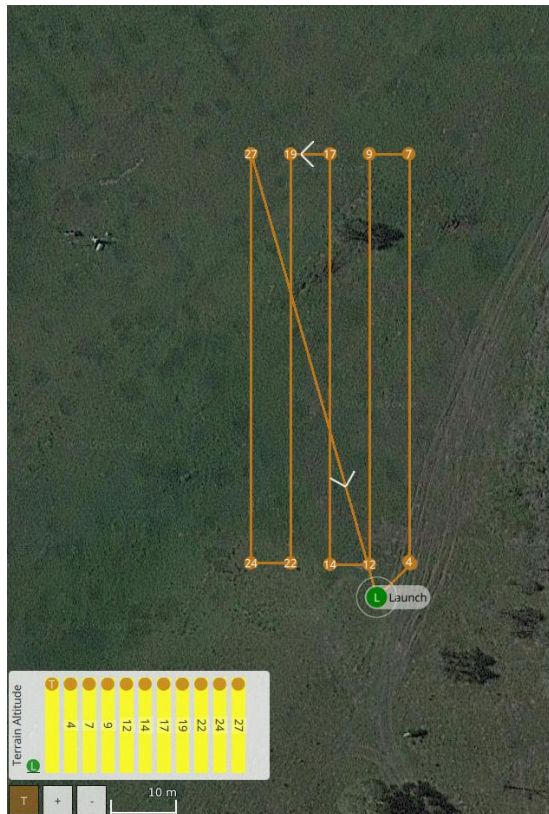 27 19 17 9 7
24 22 14 12 4
L Launch
Terrain Altitude
T
4 7 9 12 14 17 19 22 24 27
L
T + - 10 m